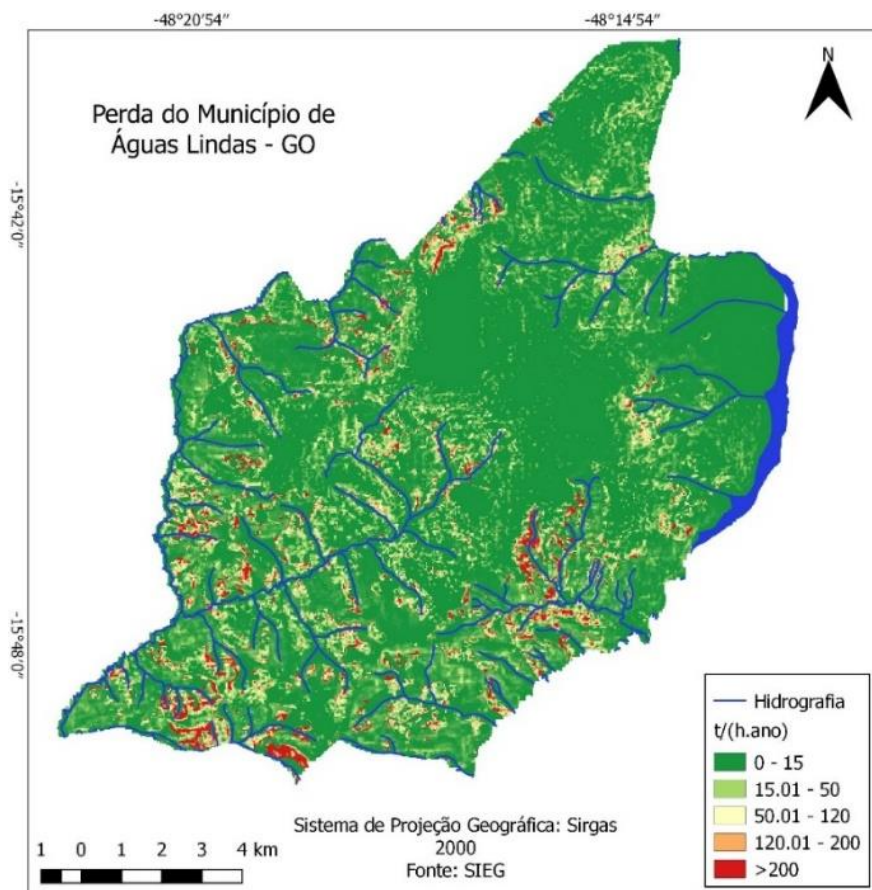 -48°20′54″
-48°14′54″
Perda do Município de
Águas Lindas - GO
N
-15°42′0″
-15°48′0″
Hidrografia
t/(h.ano)
0 - 15
15.01 - 50
50.01 - 120
120.01 - 200
>200
Sistema de Projeção Geográfica: Sirgas
2000
Fonte: SIEG
1 0 1 2 3 4 km